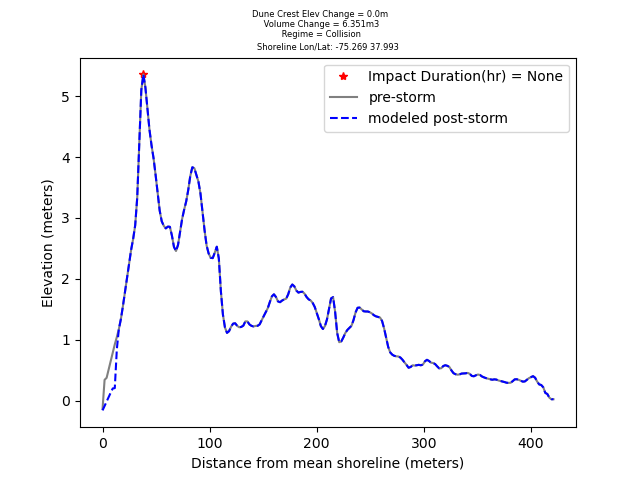 Dune Crest Elev Change = 0.0m
Volume Change = 6.351m3
Regime = Collision
Shoreline Lon/Lat: -75.269 37.993
Impact Duration(hr) = None
pre-storm
modeled post-storm
Elevation (meters)
5
4
3
2
1
0
0 100 200 300 400
Distance from mean shoreline (meters)